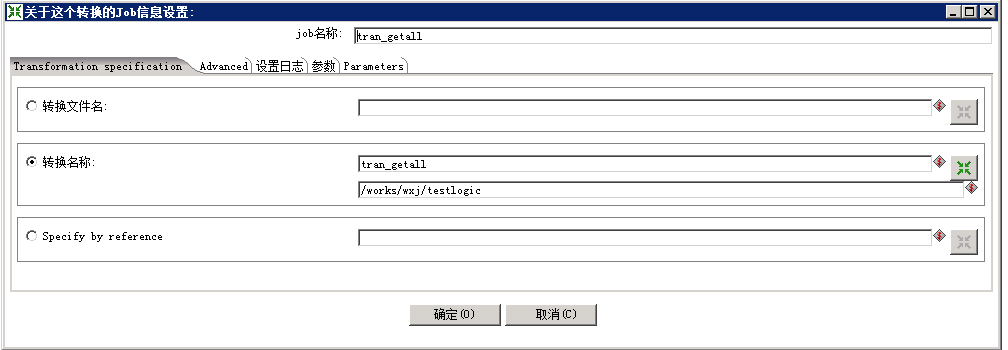 关于这个转换的Job信息设置:
job名称: tran_getall
Transformation specification Advanced 设置日志 参数 Parameters
转换文件名:
转换名称: tran_getall
/works/wxj/testlogic
Specify by reference
确定(O) 取消(C)